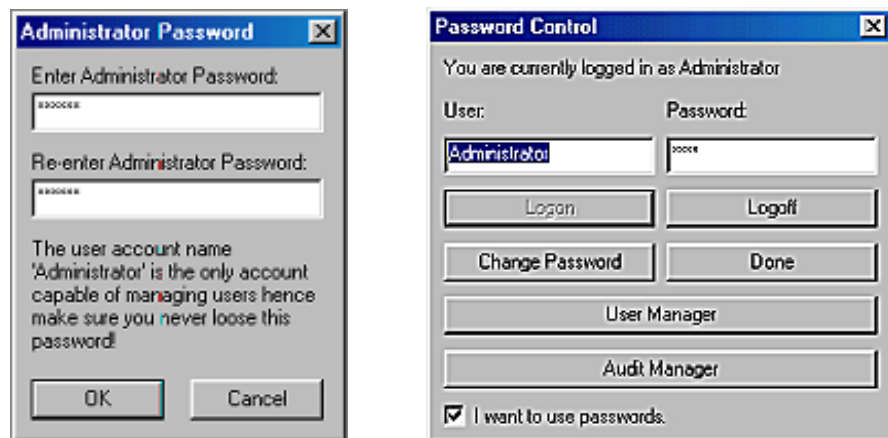 Administrator Password
Enter Administrator Password:
*******
Re-enter Administrator Password:
*******
The user account name
'Administrator' is the only account
capable of managing users hence
make sure you never loose this
password!
OK Cancel
Password Control
You are currently logged in as Administrator
User: Password:
Administrator *****
Logon Logoff
Change Password Done
User Manager
Audit Manager
I want to use passwords.